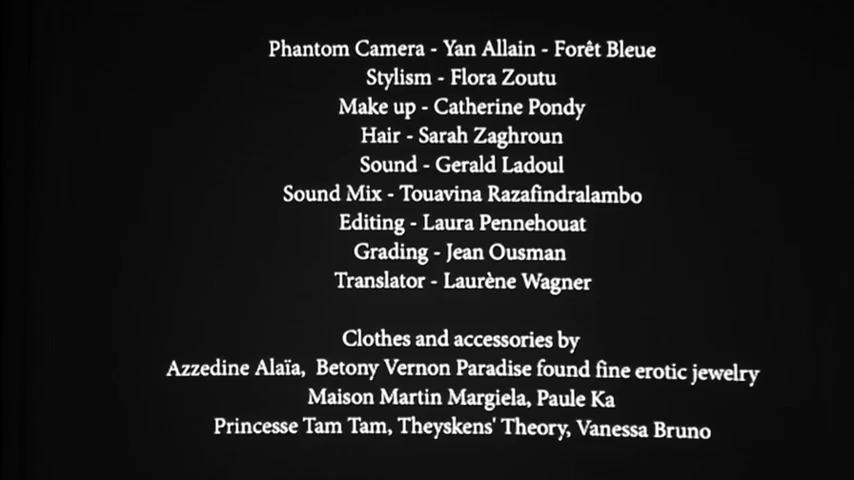 Phantom Camera - Yan Allain - Forêt Bleue
Stylism - Flora Zoutu
Make up - Catherine Pondy
Hair - Sarah Zaghroun
Sound - Gerald Ladoul
Sound Mix - Touavina Razafindralambo
Editing - Laura Pennehouat
Grading - Jean Ousman
Translator - Laurène Wagner
Clothes and accessories by
Azzedine Alaïa, Betony Vernon Paradise found fine erotic jewelry
Maison Martin Margiela, Paule Ka
Princesse Tam Tam, Theyskens' Theory, Vanessa Bruno